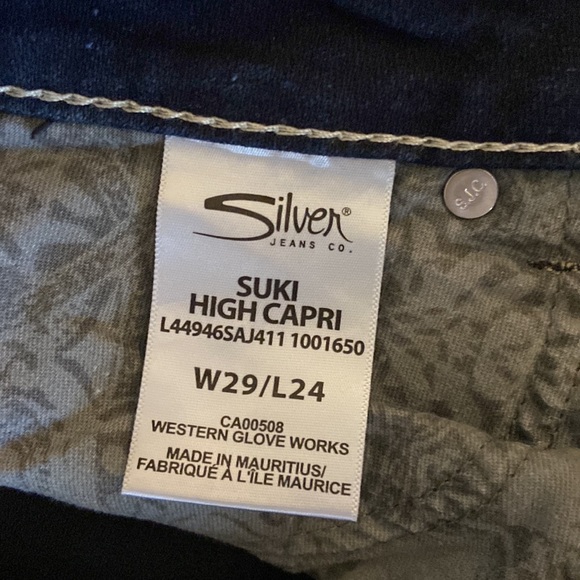 Silver®
JEANS CO.
S.J.C.
SUKI
HIGH CAPRI
L44946SAJ411 1001650
W29/L24
CA00508
WESTERN GLOVE WORKS
MADE IN MAURITIUS/
FABRIQUÉ À L'ÎLE MAURICE